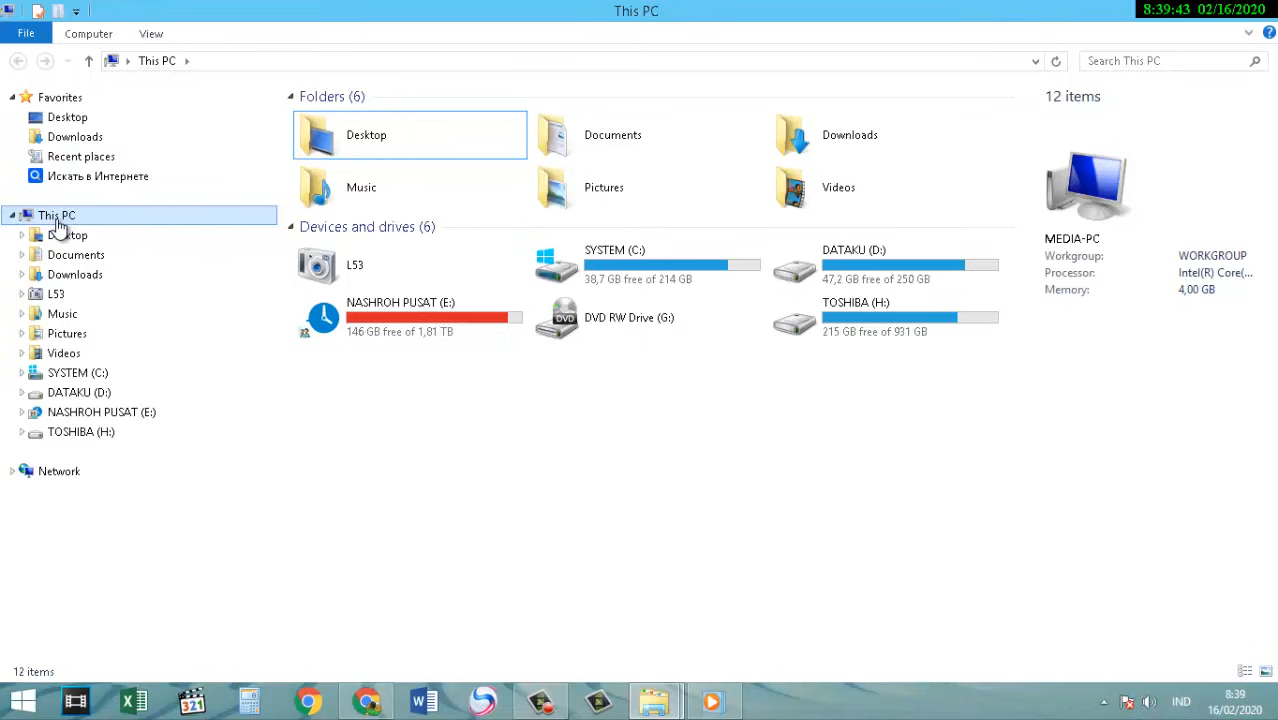 This PC
8:39:43 02/16/2020
File
Computer
View
This PC
Search This PC
Favorites
Desktop
Downloads
Recent places
Искать в Интернете
This PC
Documents
Downloads
L53
Music
Pictures
Videos
SYSTEM (C:)
DATAKU (D:)
NASHROH PUSAT (E:)
TOSHIBA (H:)
Network
Folders (6)
Desktop
Documents
Downloads
Music
Pictures
Videos
Devices and drives (6)
L53
SYSTEM (C:)
38,7 GB free of 214 GB
DATAKU (D:)
47,2 GB free of 250 GB
NASHROH PUSAT (E:)
146 GB free of 1,81 TB
DVD RW Drive (G:)
TOSHIBA (H:)
215 GB free of 931 GB
12 items
MEDIA-PC
Workgroup: WORKGROUP
Processor: Intel(R) Core(...
Memory: 4,00 GB
12 items
321
DVD
IND
8:39
16/02/2020